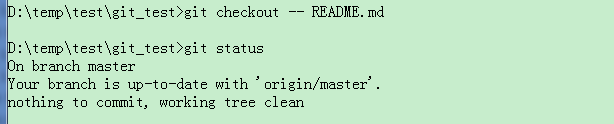 D:\temp\test\git_test>git checkout -- README.md
D:\temp\test\git_test>git status
On branch master
Your branch is up-to-date with 'origin/master'.
nothing to commit, working tree clean